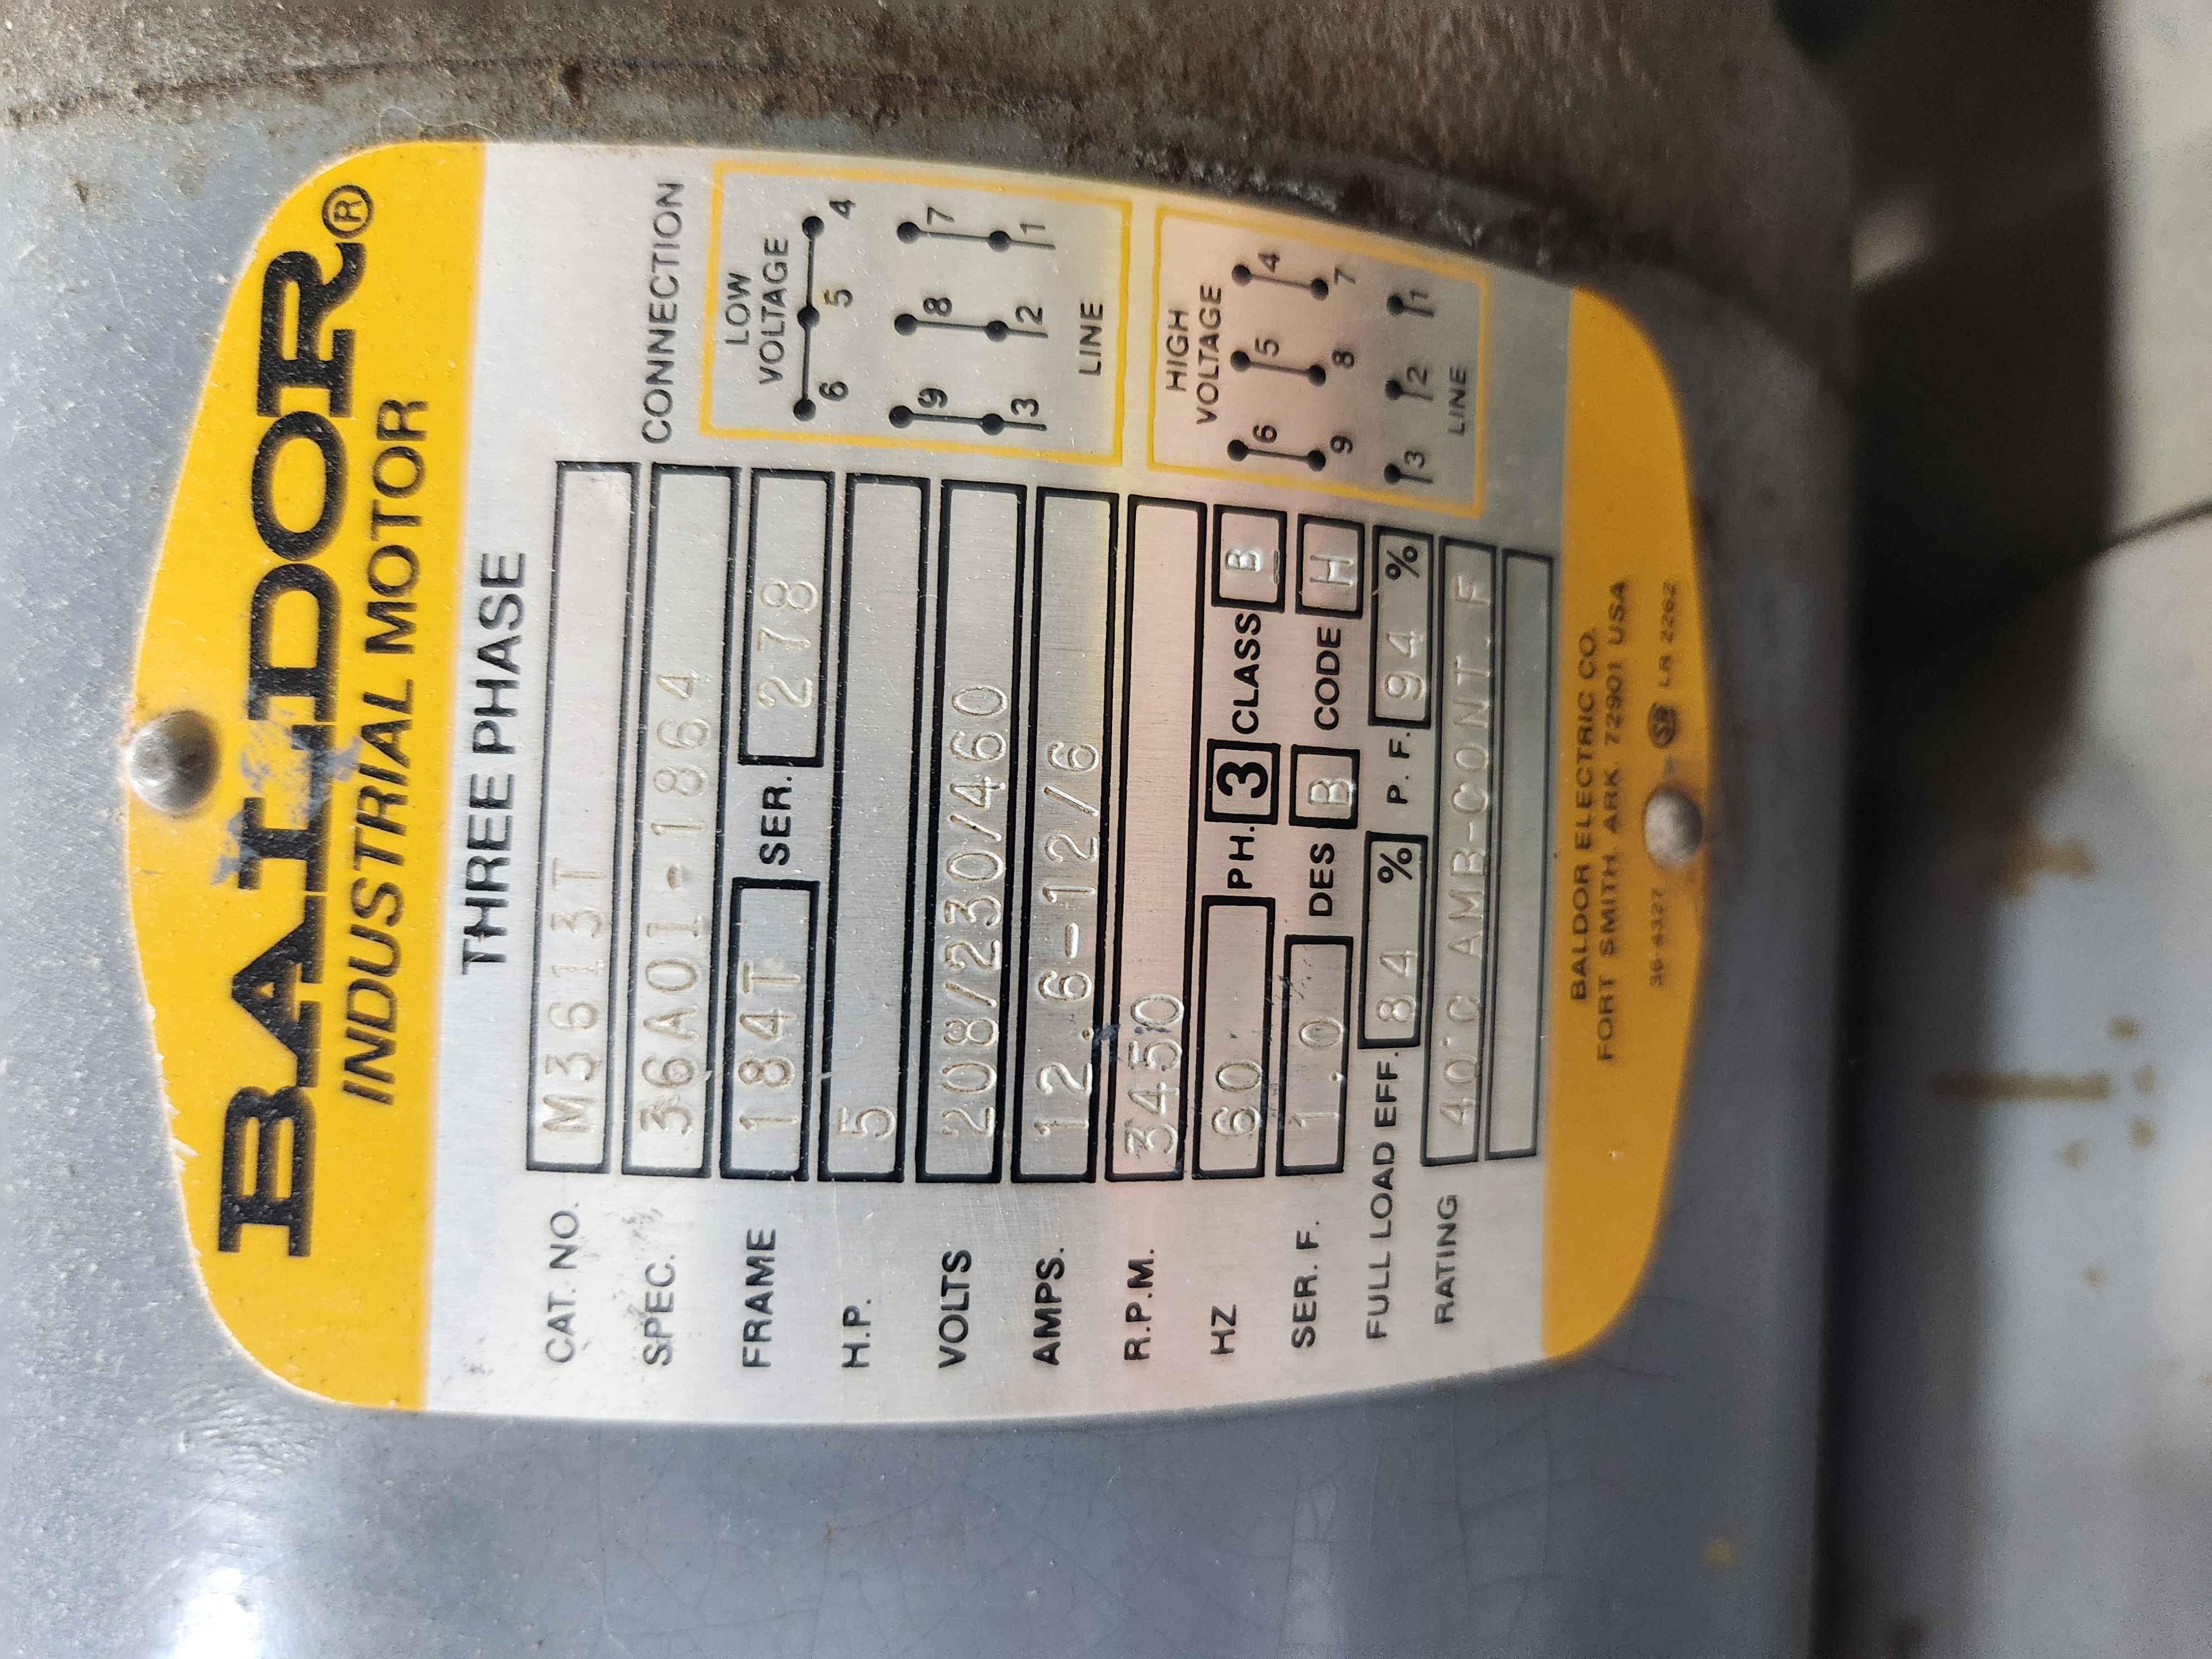 BALDOR®
INDUSTRIAL MOTOR
THREE PHASE
CAT. NO. M3613T
SPEC. 36A01-1864
FRAME 184T SER. 278
H.P. 5
VOLTS 208/230/460
AMPS. 12.6-12/6
R.P.M. 3450
HZ 60 PH. 3 CLASS B
SER. F. 1.0 DES B CODE H
FULL LOAD EFF. 84 % P. F. 94 %
RATING 40°C AMB-CONT. F
CONNECTION
LOW
VOLTAGE
6 5 4
9 8 7
3 2 1
LINE
HIGH
VOLTAGE
6 5 4
9 8 7
3 2 1
LINE
BALDOR ELECTRIC CO.
FORT SMITH, ARK. 72901 USA
36-4327 LR 2262